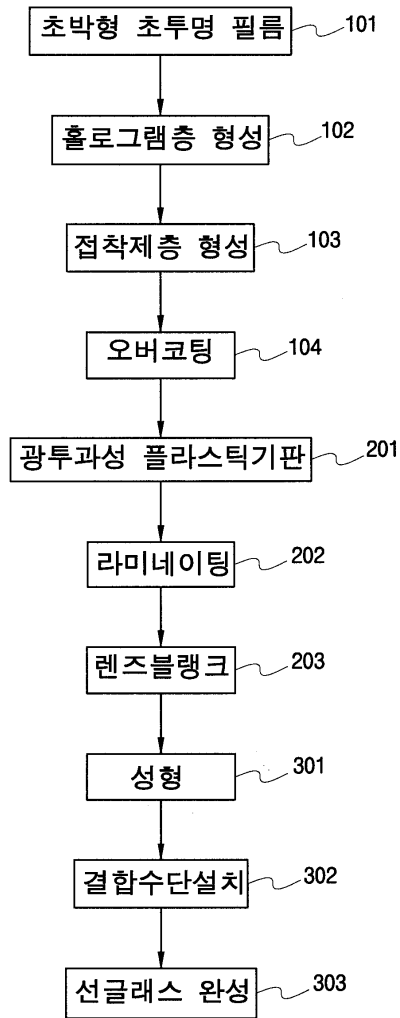 초박형 초투명 필름 101
홀로그램층 형성 102
접착제층 형성 103
오버코팅 104
광투과성 플라스틱기판 201
라미네이팅 202
렌즈블랭크 203
성형 301
결합수단설치 302
선글래스 완성 303